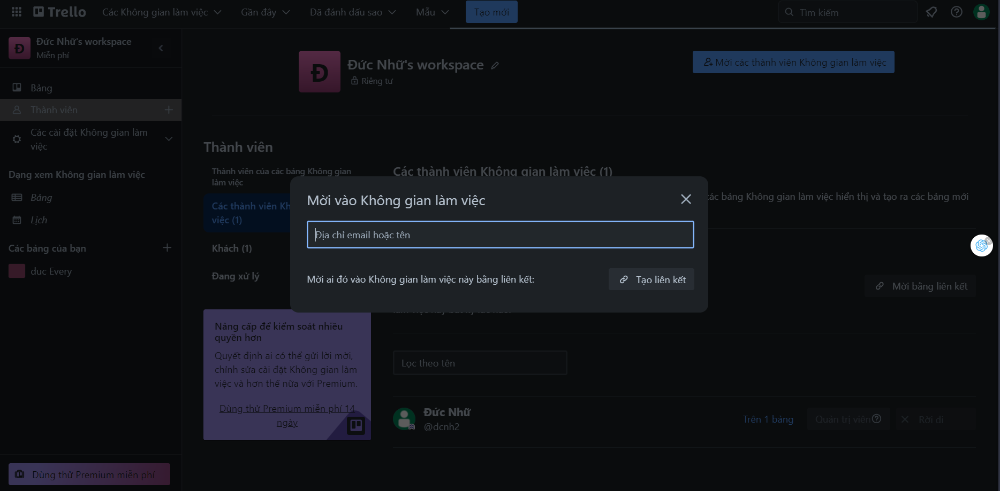 Trello
Các Không gian làm việc
Gần đây
Đã đánh dấu sao
Mẫu
Tạo mới
Tìm kiếm
Đ
Đức Nhữ's workspace
Miễn phí
Bảng
Thành viên
Các cài đặt Không gian làm
việc
Dạng xem Không gian làm việc
Bảng
Lịch
Các bảng của bạn
duc Every
Dùng thử Premium miễn phí
Đ
Đức Nhữ's workspace
Riêng tư
Mời các thành viên Không gian làm việc
Thành viên
Thành viên của các bảng Không gian
làm việc
Các thành viên Kh
việc (1)
Khách (1)
Đang xử lý
Nâng cấp để kiểm soát nhiều
quyền hơn
Quyết định ai có thể gửi lời mời,
chỉnh sửa cài đặt Không gian làm
việc và hơn thế nữa với Premium.
Dùng thử Premium miễn phí 14
ngày
Các thành viên Không gian làm việc (1)
các bảng Không gian làm việc hiển thị và tạo ra các bảng mới
Mời vào Không gian làm việc
Địa chỉ email hoặc tên
Mời ai đó vào Không gian làm việc này bằng liên kết:
Tạo liên kết
Mời bằng liên kết
Lọc theo tên
Đức Nhữ
@dcnh2
Trên 1 bảng
Quản trị viên
Rời đi